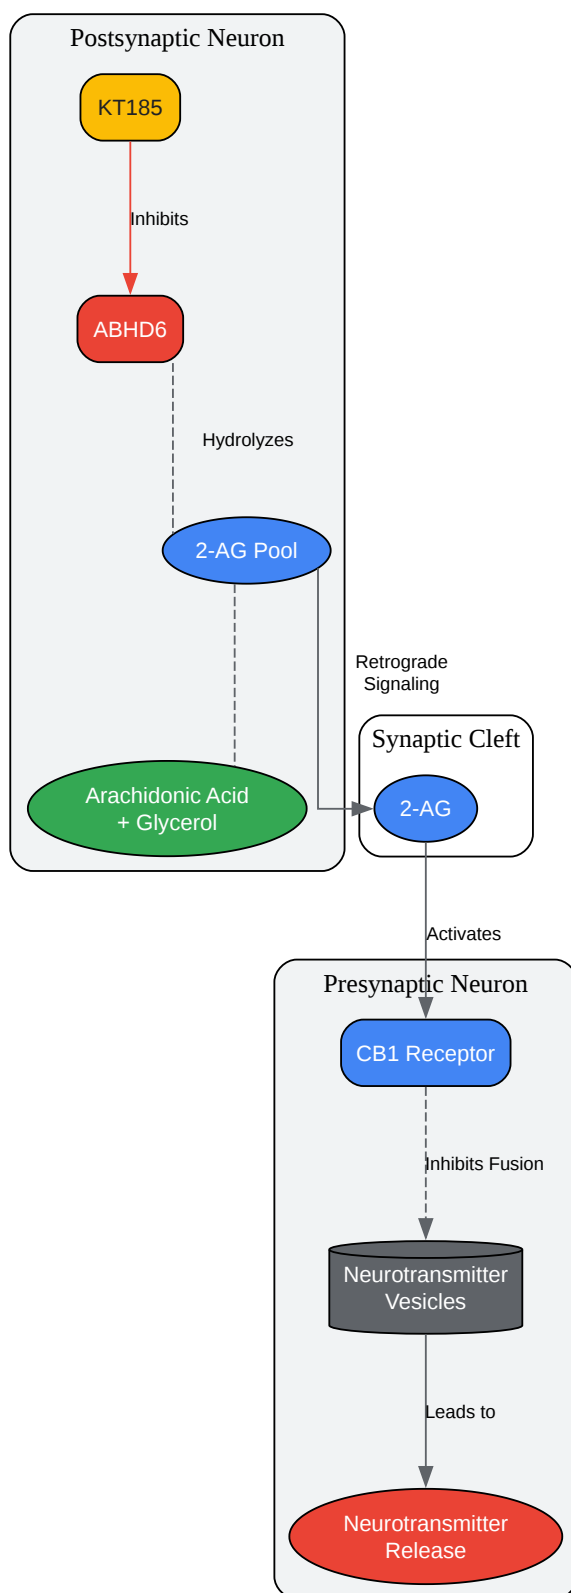 Postsynaptic Neuron
KT185
Inhibits
ABHD6
Hydrolyzes
2-AG Pool
Retrograde
Signaling
Synaptic Cleft
Arachidonic Acid
+ Glycerol
2-AG
Activates
Presynaptic Neuron
CB1 Receptor
Inhibits Fusion
Neurotransmitter
Vesicles
Leads to
Neurotransmitter
Release